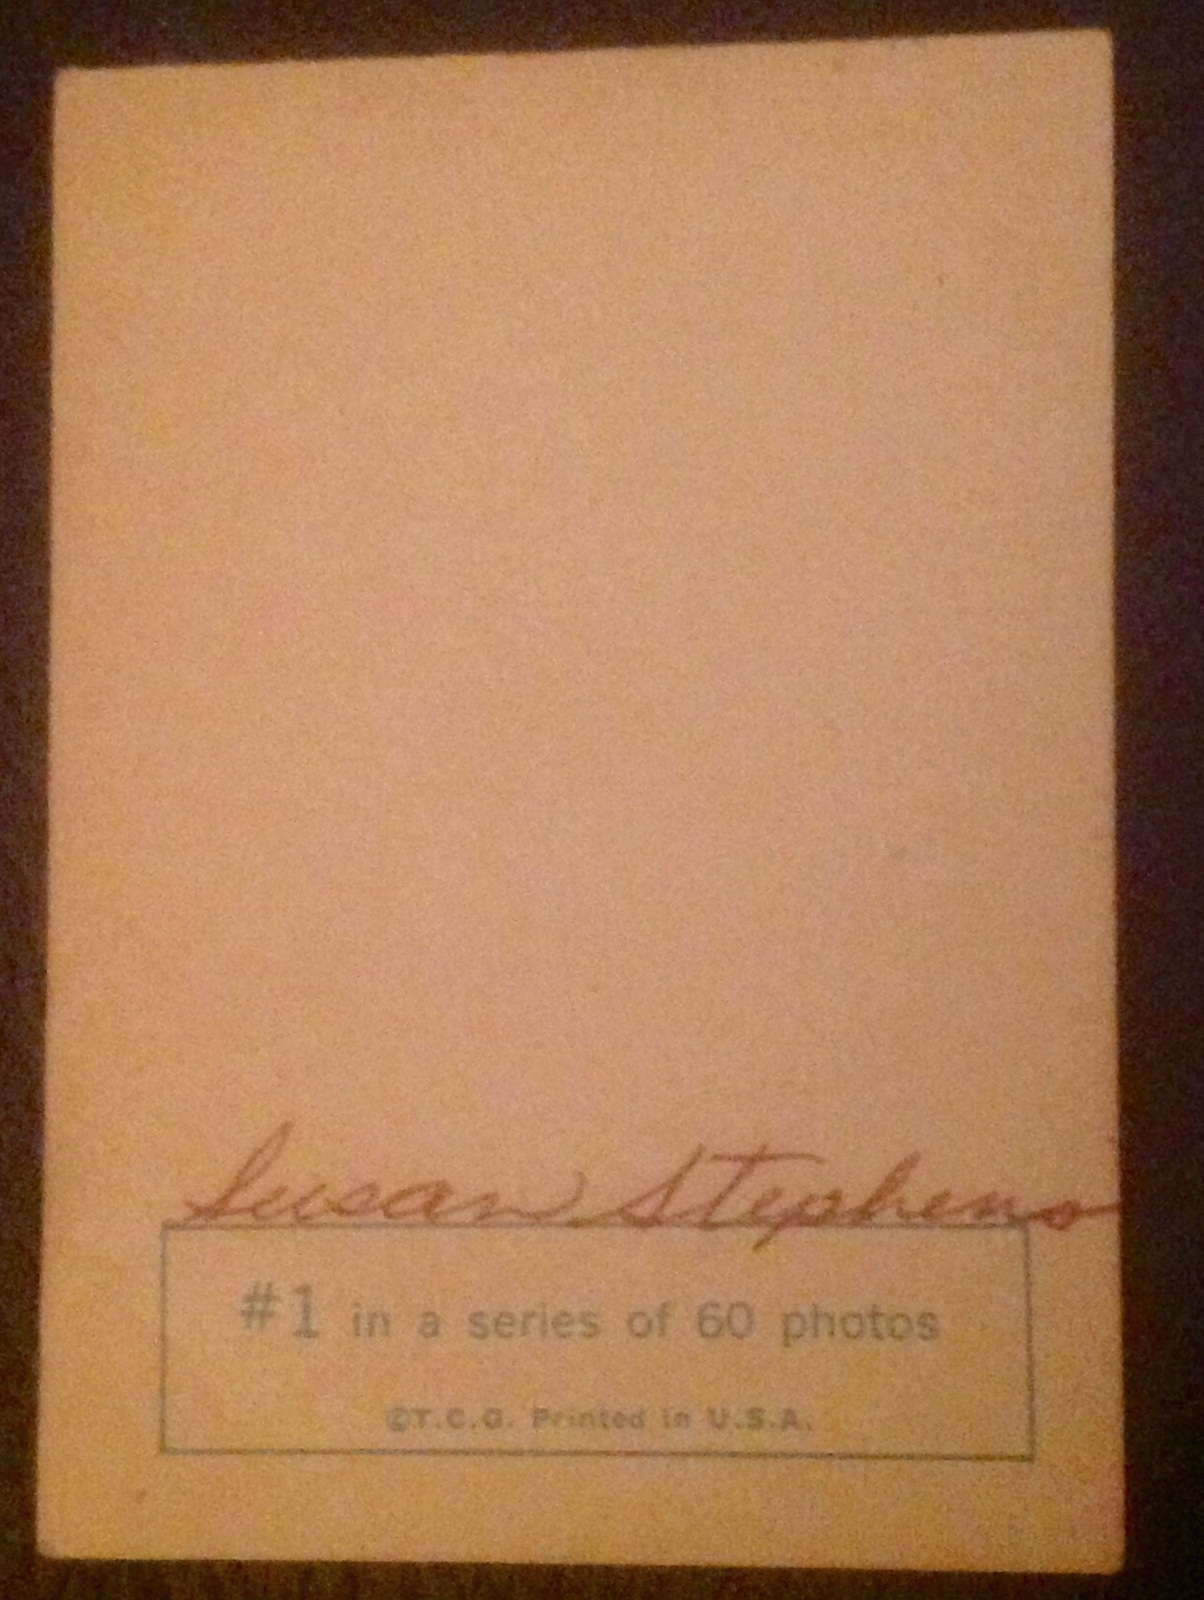 Susan Stephens
#1 in a series of 60 photos
©T.C.G. Printed in U.S.A.